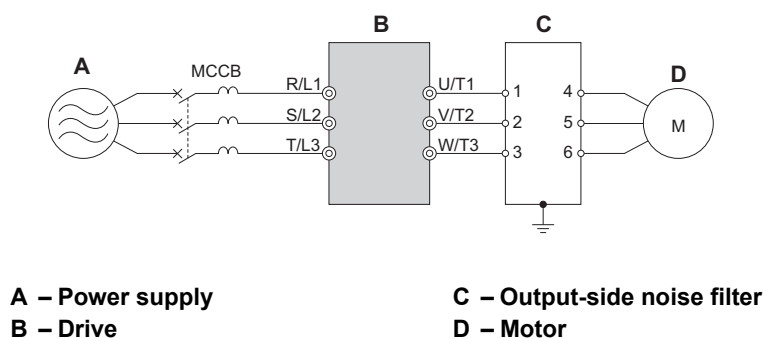 B C
A MCCB D
R/L1 U/T1 1 4
S/L2 V/T2 2 5 M
T/L3 W/T3 3 6
A – Power supply
B – Drive
C – Output-side noise filter
D – Motor